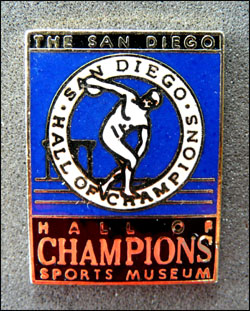 THE SAN DIEGO
SAN DIEGO
HALL OF CHAMPIONS
HALL OF
CHAMPIONS
SPORTS MUSEUM